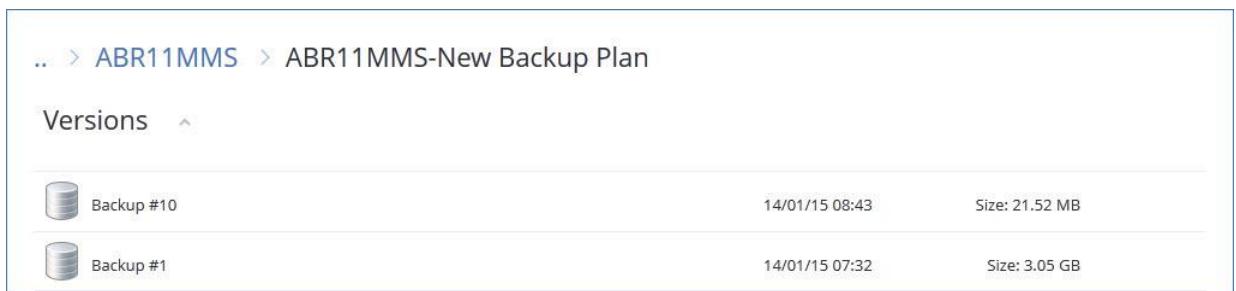 .. > ABR11MMS > ABR11MMS-New Backup Plan
Versions
Backup #10 14/01/15 08:43 Size: 21.52 MB
Backup #1 14/01/15 07:32 Size: 3.05 GB